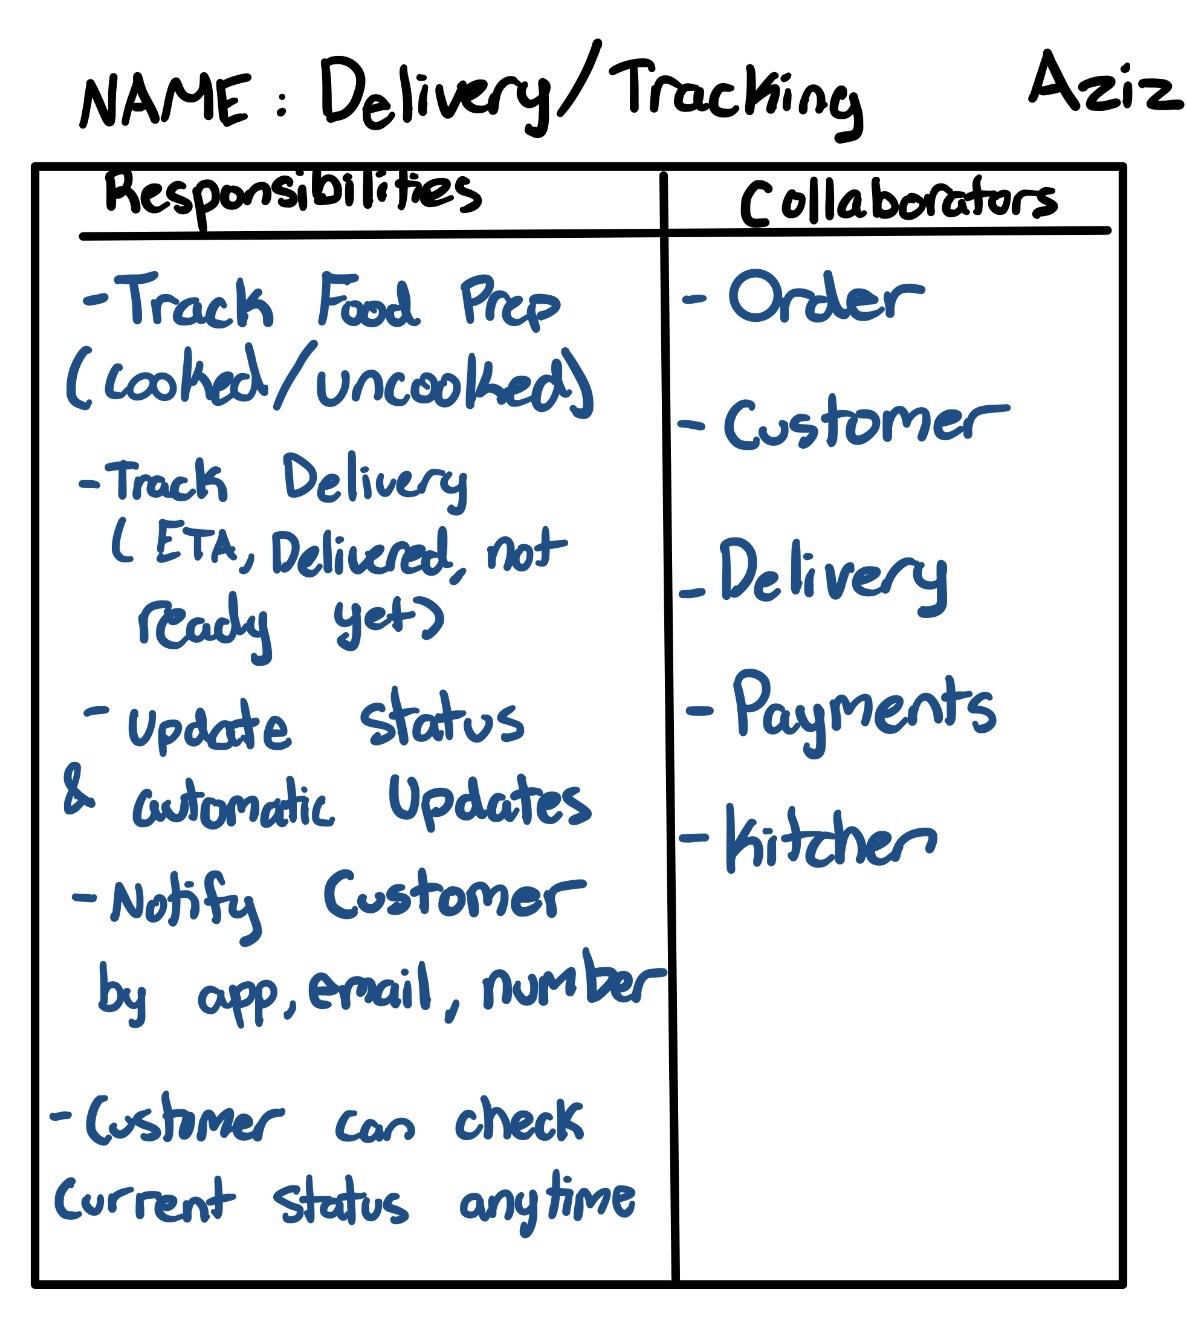 NAME: Delivery/Tracking Aziz
Responsibilities
- Track Food Prep
(cooked/uncooked)
- Track Delivery
(ETA, Delivered, not
ready yet)
- Update Status
& automatic Updates
- Notify Customer
by app, email, number
- Customer can check
Current Status anytime
Collaborators
- Order
- Customer
- Delivery
- Payments
- Kitchen